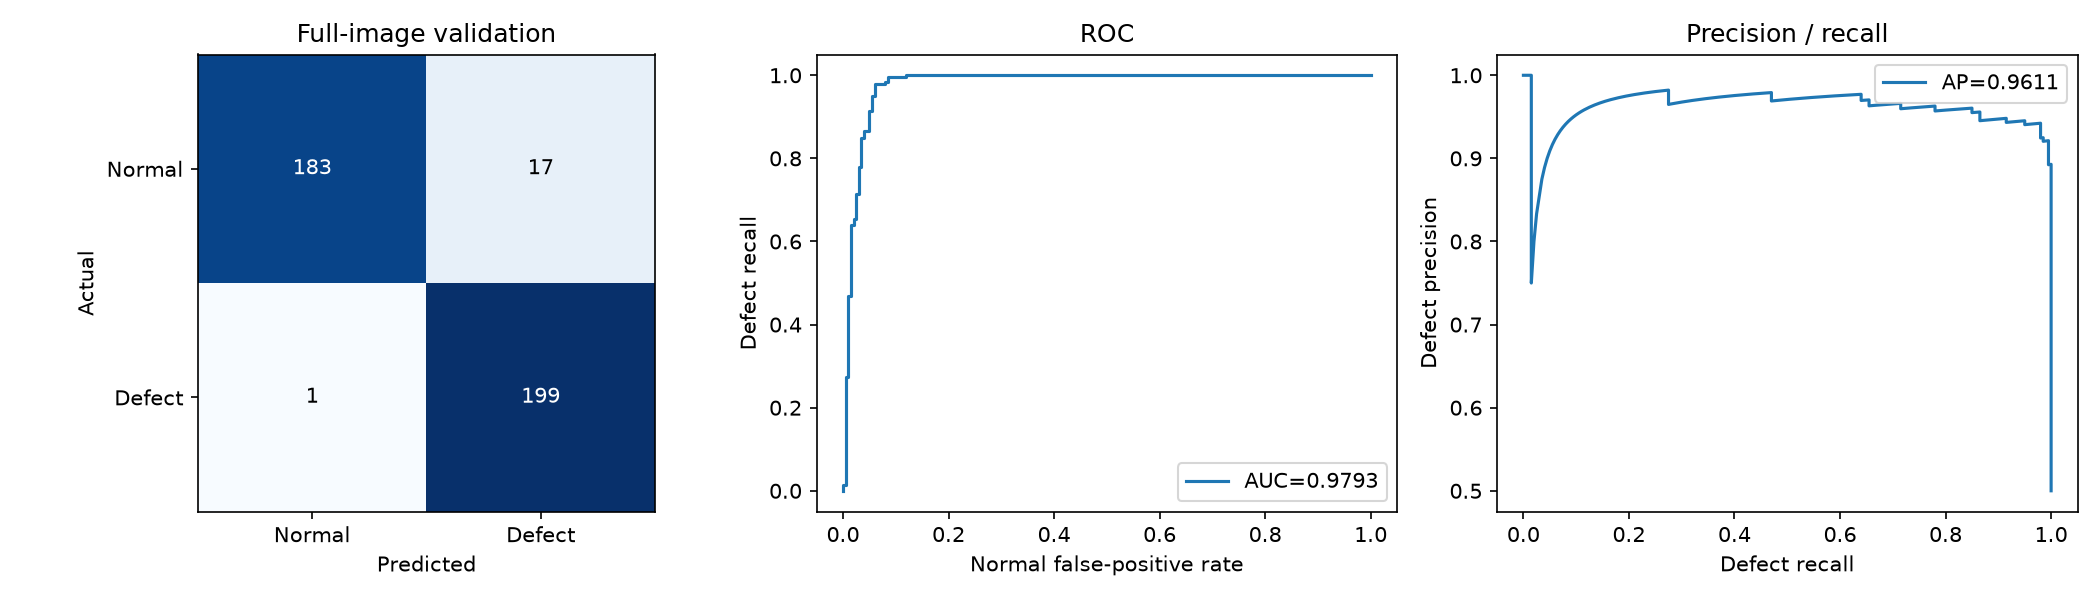 Full-image validation
Actual
Normal
Defect
183
17
1
199
Normal
Defect
Predicted
ROC
Defect recall
1.0
0.8
0.6
0.4
0.2
0.0
AUC=0.9793
0.0
0.2
0.4
0.6
0.8
1.0
Normal false-positive rate
Precision / recall
Defect precision
1.0
0.9
0.8
0.7
0.6
0.5
AP=0.9611
0.0
0.2
0.4
0.6
0.8
1.0
Defect recall